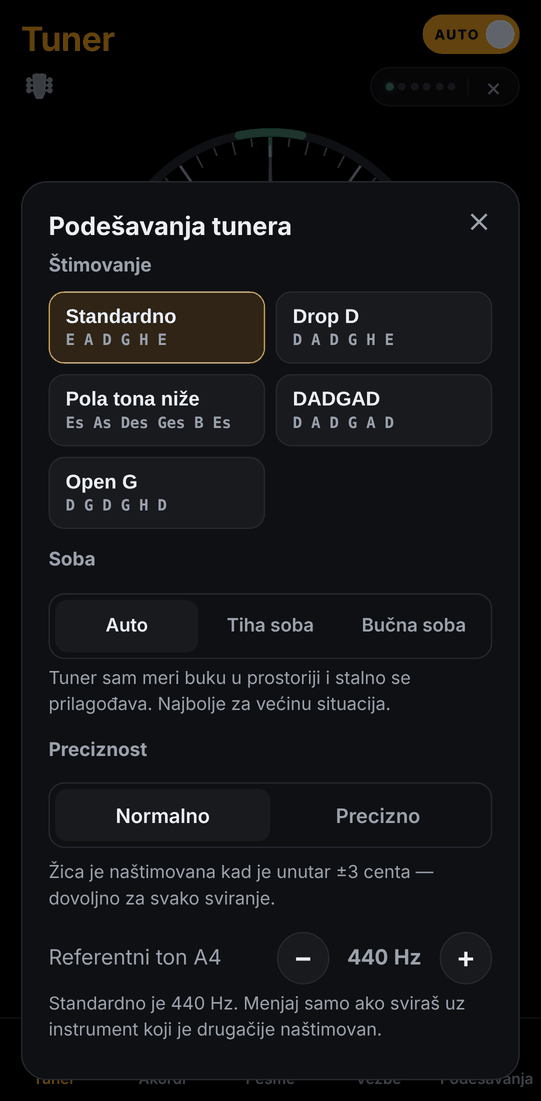 Tuner
AUTO
Podešavanja tunera
Štimovanje
Standardno
E A D G H E
Drop D
D A D G H E
Pola tona niže
Es As Des Ges B Es
DADGAD
D A D G A D
Open G
D G D G H D
Soba
Auto
Tiha soba
Bučna soba
Tuner sam meri buku u prostoriji i stalno se
prilagođava. Najbolje za većinu situacija.
Preciznost
Normalno
Precizno
Žica je naštimovana kad je unutar ±3 centa —
dovoljno za svako sviranje.
Referentni ton A4
− 440 Hz +
Standardno je 440 Hz. Menjaj samo ako sviraš uz
instrument koji je drugačije naštimovan.
Tuner Akordi Pesme Vežbe Podešavanja